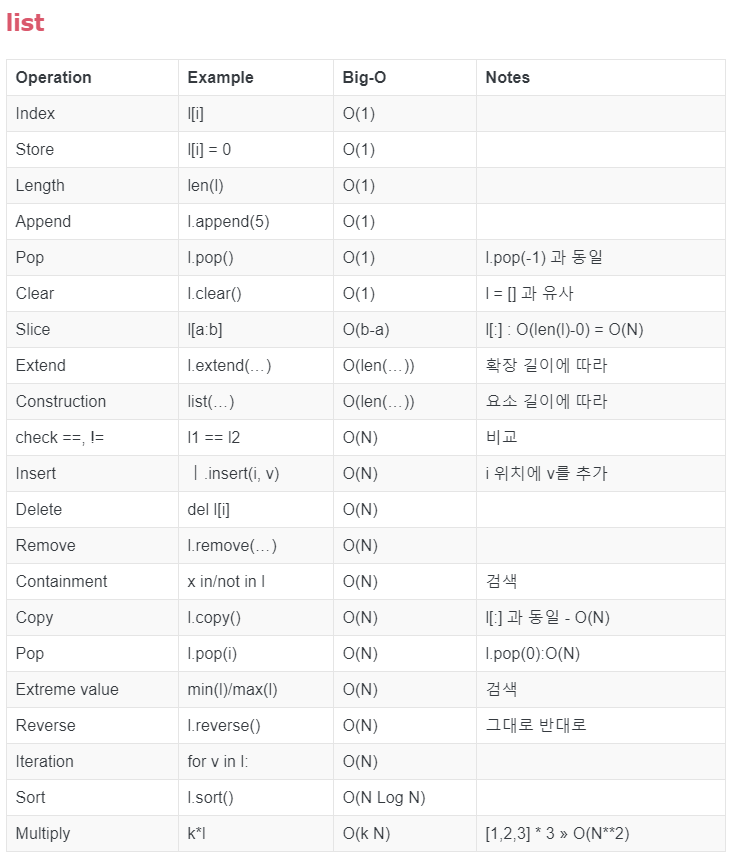 list
Operation Example Big-O Notes
Index l[i] O(1)
Store l[i] = 0 O(1)
Length len(l) O(1)
Append l.append(5) O(1)
Pop l.pop() O(1) l.pop(-1) 과 동일
Clear l.clear() O(1) l = [] 과 유사
Slice l[a:b] O(b-a) l[:] : O(len(l)-0) = O(N)
Extend l.extend(…) O(len(…)) 확장 길이에 따라
Construction list(…) O(len(…)) 요소 길이에 따라
check ==, != l1 == l2 O(N) 비교
Insert ㅣ.insert(i, v) O(N) i 위치에 v를 추가
Delete del l[i] O(N)
Remove l.remove(…) O(N)
Containment x in/not in l O(N) 검색
Copy l.copy() O(N) l[:] 과 동일 - O(N)
Pop l.pop(i) O(N) l.pop(0):O(N)
Extreme value min(l)/max(l) O(N) 검색
Reverse l.reverse() O(N) 그대로 반대로
Iteration for v in l: O(N)
Sort l.sort() O(N Log N)
Multiply k*l O(k N) [1,2,3] * 3 » O(N**2)